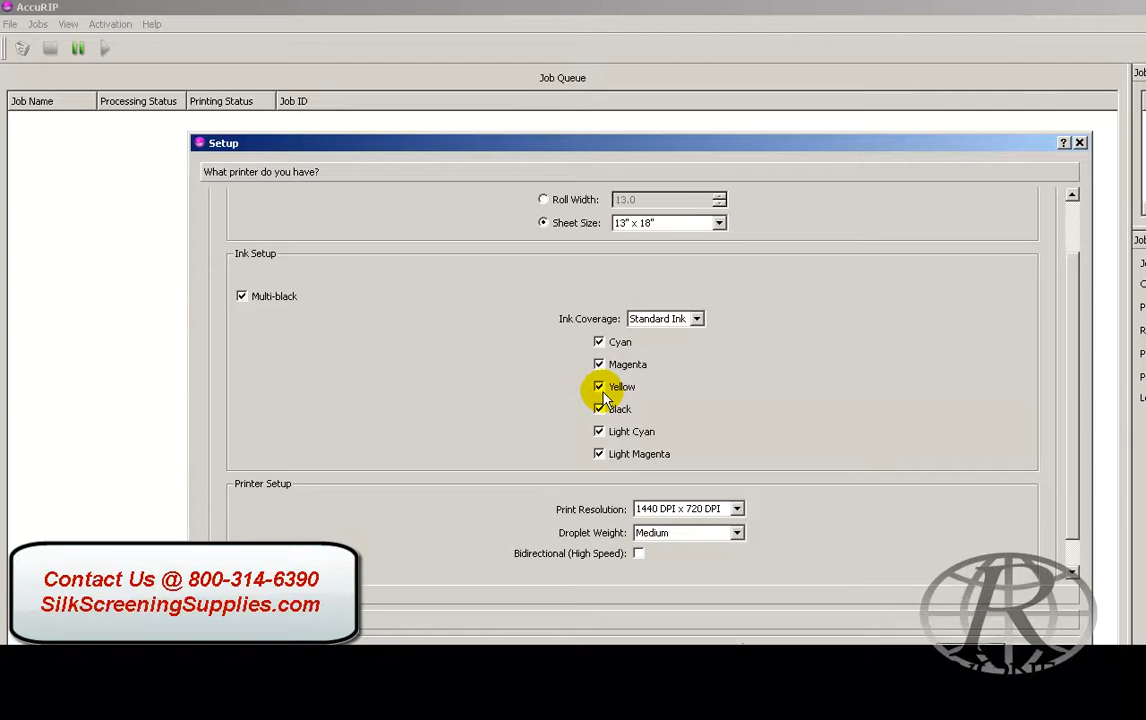 AccuRIP
File Jobs View Activation Help
Job Queue
Job Name Processing Status Printing Status Job ID
Setup
What printer do you have?
Roll Width: 13.0
Sheet Size: 13" x 18"
Ink Setup
Multi-black
Ink Coverage: Standard Ink
Cyan
Magenta
Yellow
Black
Light Cyan
Light Magenta
Printer Setup
Print Resolution: 1440 DPI x 720 DPI
Droplet Weight: Medium
Bidirectional (High Speed):
Contact Us @ 800-314-6390
SilkScreeningSupplies.com